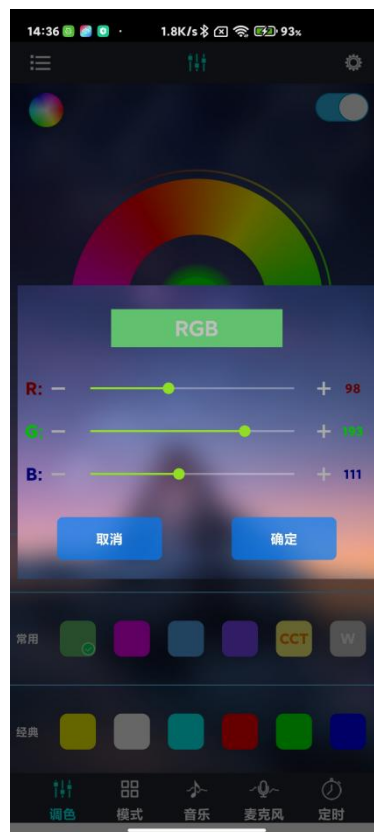 14:36 · 1.8K/s 93%
RGB
R: − + 98
G: − + 193
B: − + 111
取消 确定
常用 CCT W
经典
调色 模式 音乐 麦克风 定时